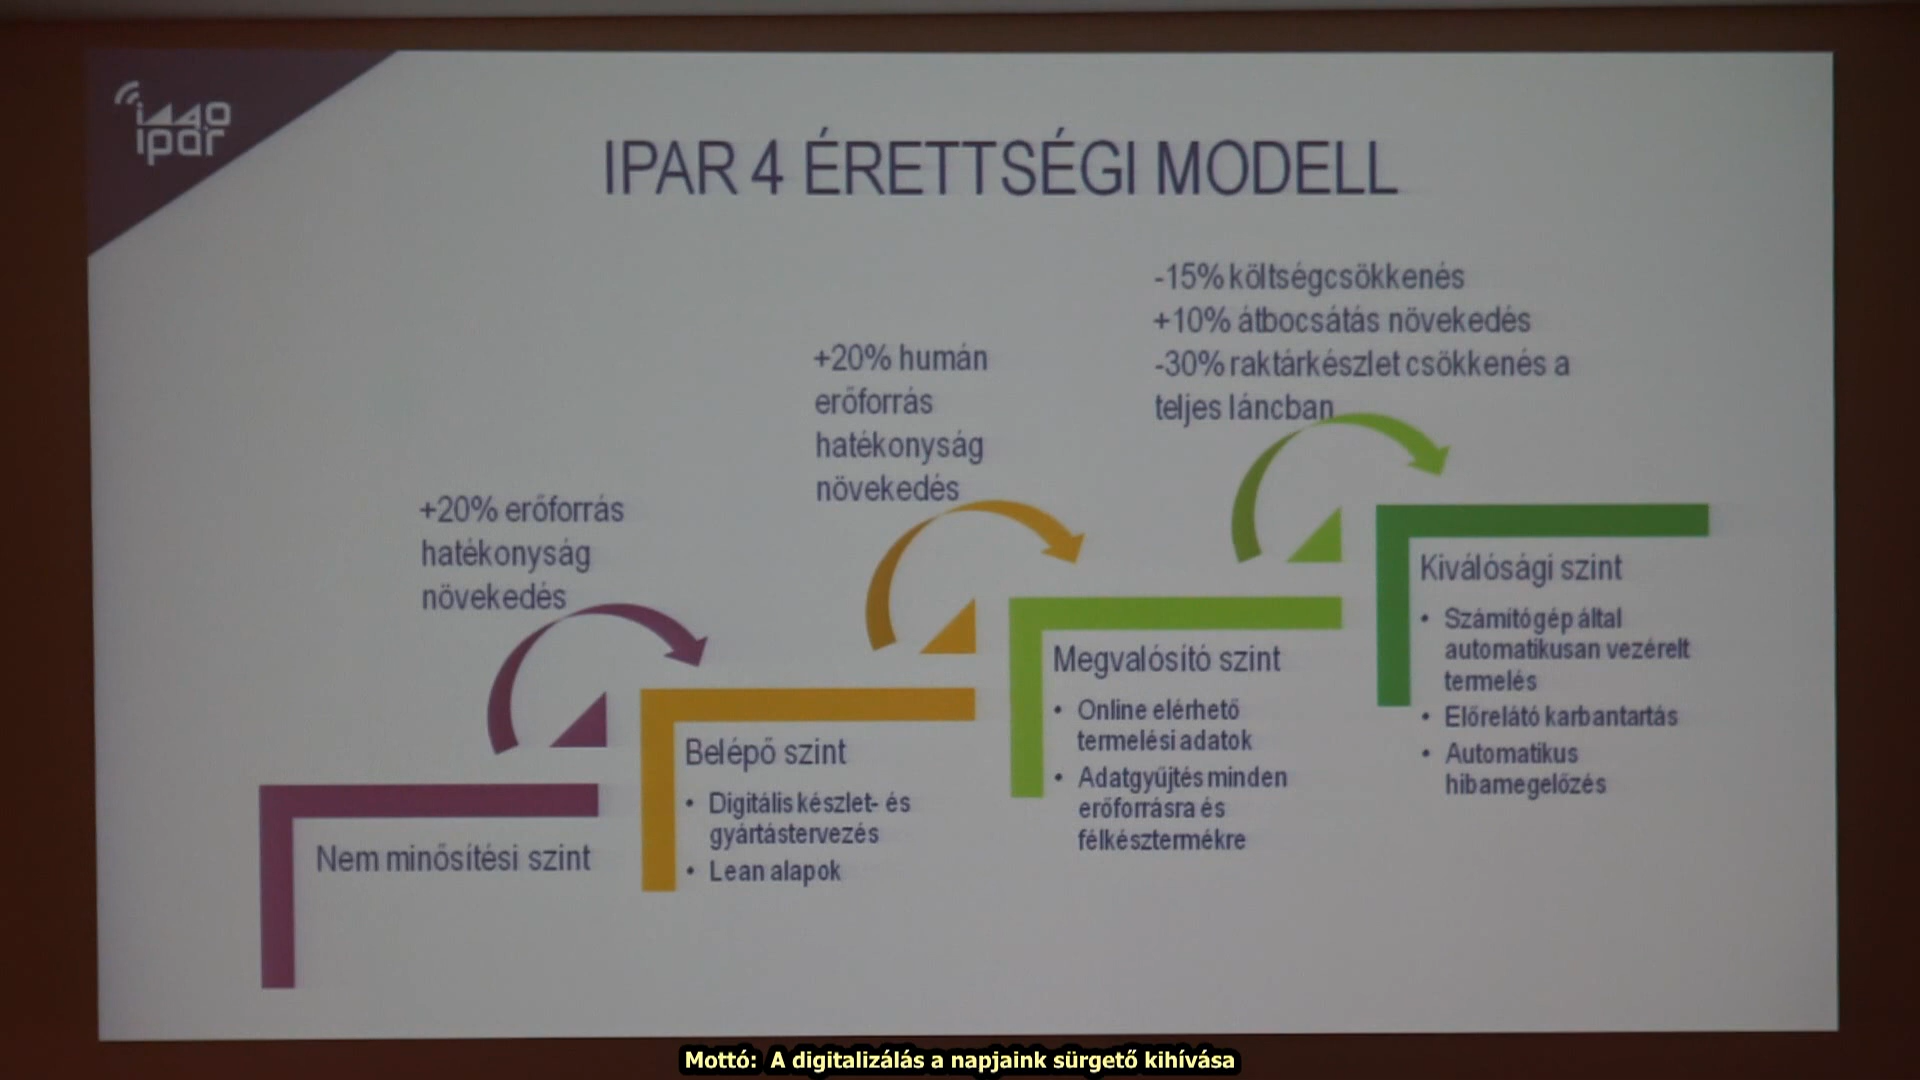 ipar
IPAR 4 ÉRETTSÉGI MODELL
-15% költségcsökkenés
+10% átbocsátás növekedés
-30% raktárkészlet csökkenés a
teljes láncban
+20% humán
erőforrás
hatékonyság
növekedés
+20% erőforrás
hatékonyság
növekedés
Nem minősítési szint
Belépő szint
• Digitális készlet- és
gyártástervezés
• Lean alapok
Megvalósító szint
• Online elérhető
termelési adatok
• Adatgyűjtés minden
erőforrásra és
félkésztermékre
Kiválósági szint
• Számítógép által
automatikusan vezérelt
termelés
• Előrelátó karbantartás
• Automatikus
hibamegelőzés
Mottó: A digitalizálás a napjaink sürgető kihívása